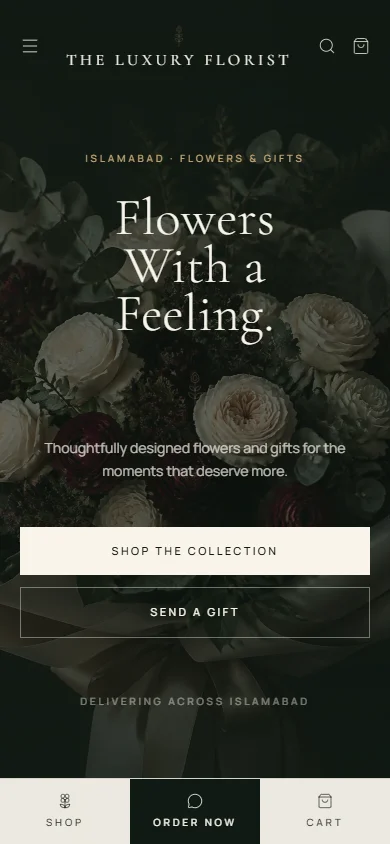 THE LUXURY FLORIST
ISLAMABAD · FLOWERS & GIFTS
Flowers
With a
Feeling.
Thoughtfully designed flowers and gifts for the
moments that deserve more.
SHOP THE COLLECTION
SEND A GIFT
DELIVERING ACROSS ISLAMABAD
SHOP
ORDER NOW
CART